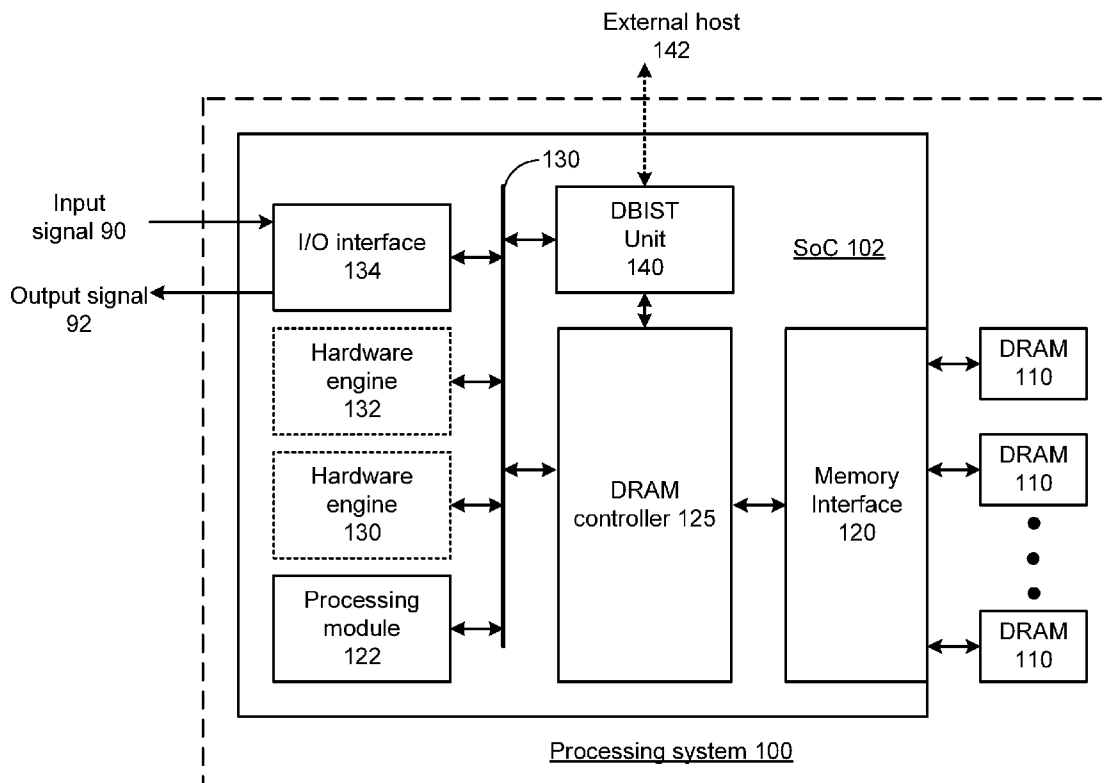 External host
142
130
Input
signal 90
I/O interface
134
DBIST
Unit
140
SoC 102
Output signal
92
Hardware
engine
132
DRAM
110
Hardware
engine
130
DRAM
controller 125
Memory
Interface
120
DRAM
110
Processing
module
122
DRAM
110
Processing system 100